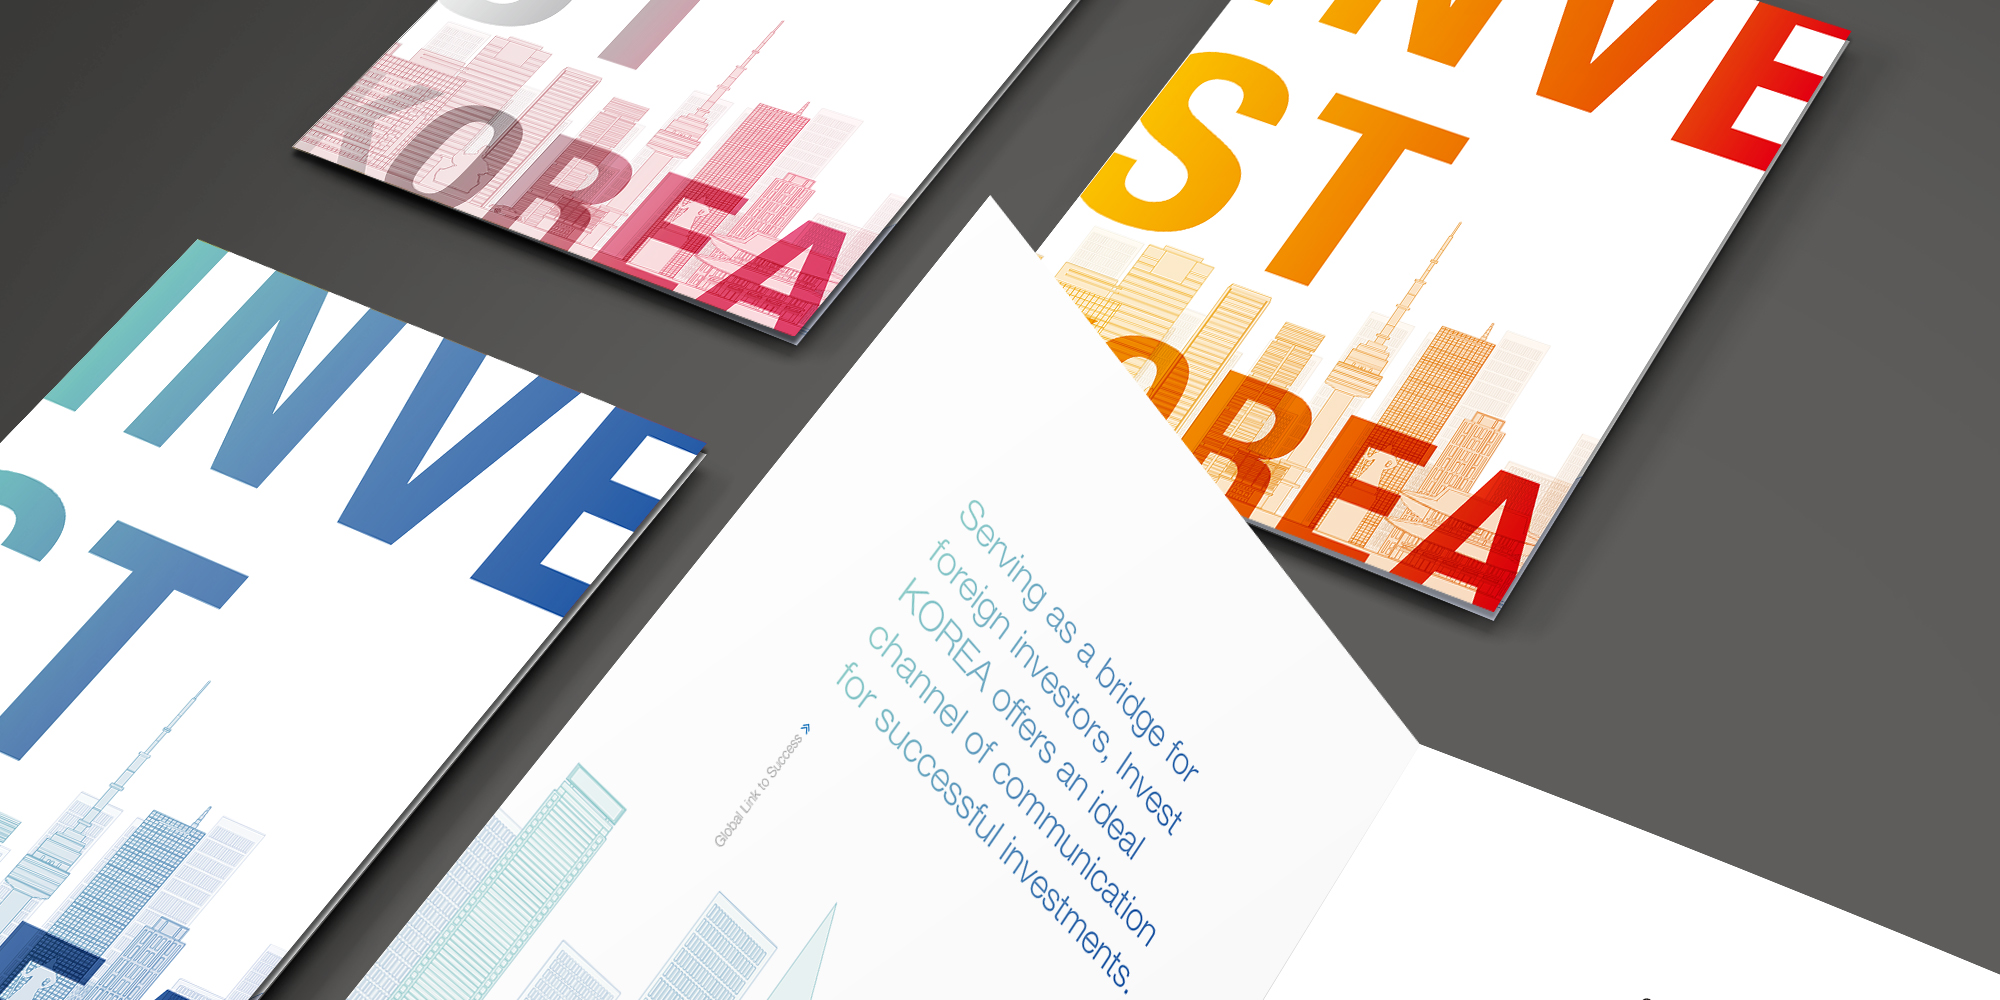 ST
KOREA
INVE
ST
OREA
INVE
ST
E
Serving as a bridge for
foreign investors, Invest
KOREA offers an ideal
channel of communication
for successful investments.
Global Link to Success